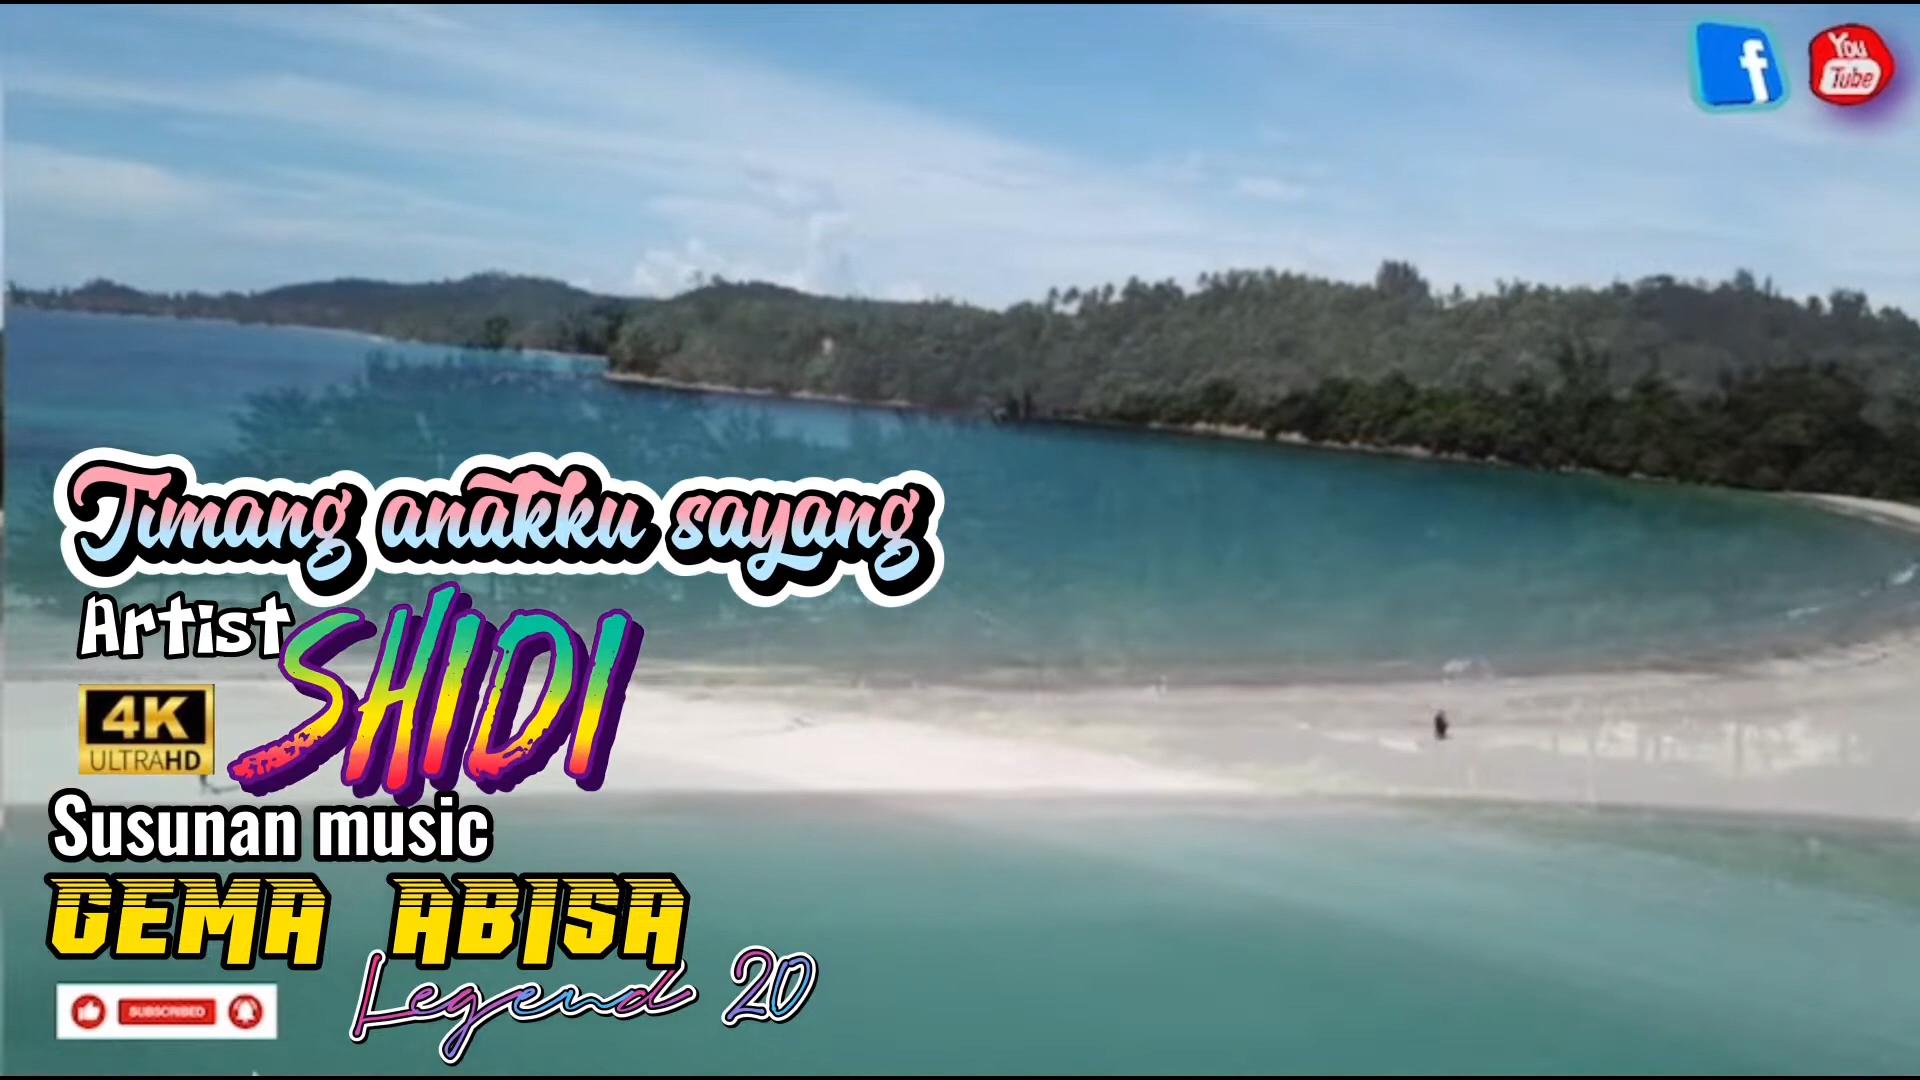 f
You
Tube
Timang anakku sayang
Artist SHIDI
4K
ULTRAHD
Susunan music
GEMA ABISA
Legend 20
SUBSCRIBED